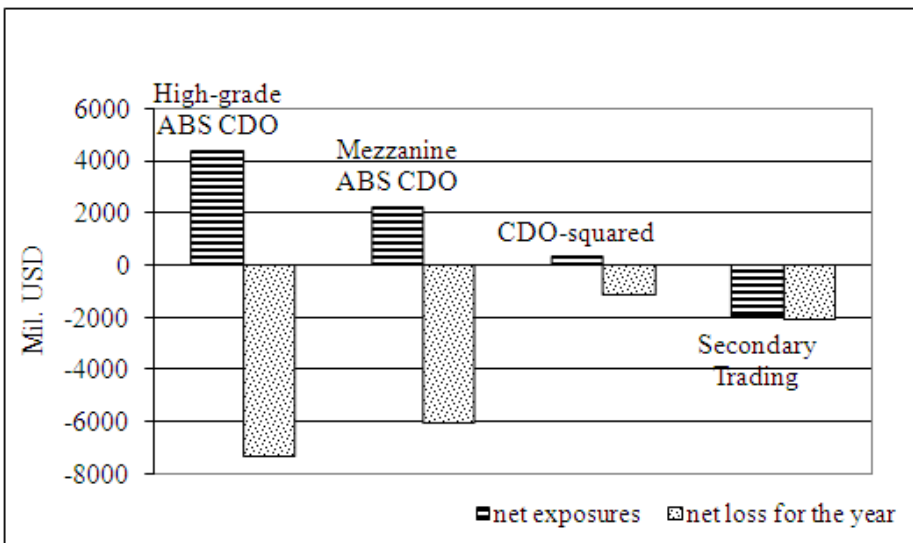 High-grade
ABS CDO
Mezzanine
ABS CDO
CDO-squared
Secondary
Trading
6000
4000
2000
0
-2000
-4000
-6000
-8000
Mil. USD
net exposures net loss for the year